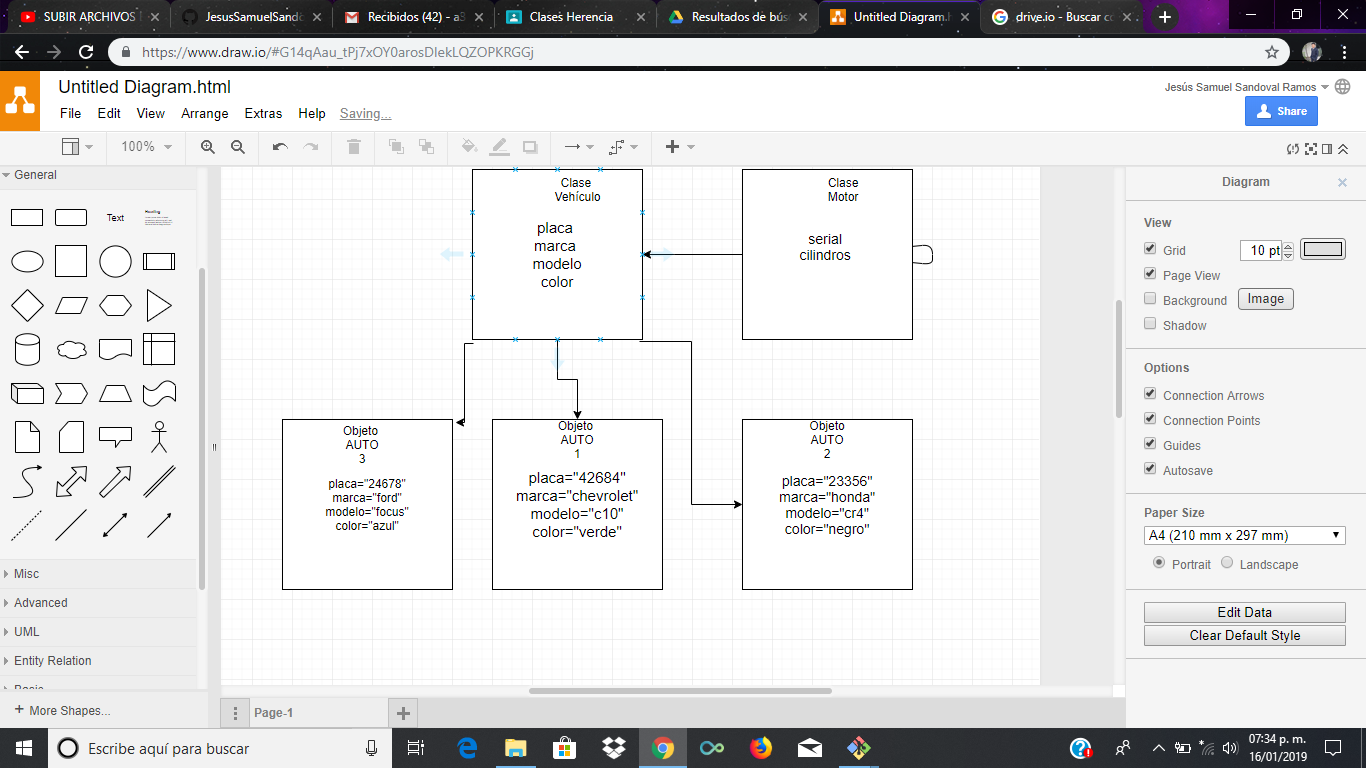 SUBIR ARCHIVOS
JesusSamuelSando
Recibidos (42) - a3
Clases Herencia
Resultados de bús
Untitled Diagram.h
drive.io - Buscar co
https://www.draw.io/#G14qAau_tPj7xOY0arosDIekLQZOPKRGGj
Untitled Diagram.html
Jesús Samuel Sandoval Ramos
File Edit View Arrange Extras Help Saving...
Share
100%
General
Text
Heading
Misc
Advanced
UML
Entity Relation
Basic
+ More Shapes...
Clase
Vehículo
placa
marca
modelo
color
Clase
Motor
serial
cilindros
Objeto
AUTO
3
placa="24678"
marca="ford"
modelo="focus"
color="azul"
Objeto
AUTO
1
placa="42684"
marca="chevrolet"
modelo="c10"
color="verde"
Objeto
AUTO
2
placa="23356"
marca="honda"
modelo="cr4"
color="negro"
Page-1
Diagram
View
Grid 10 pt
Page View
Background Image
Shadow
Options
Connection Arrows
Connection Points
Guides
Autosave
Paper Size
A4 (210 mm x 297 mm)
Portrait Landscape
Edit Data
Clear Default Style
Escribe aquí para buscar
07:34 p. m.
16/01/2019